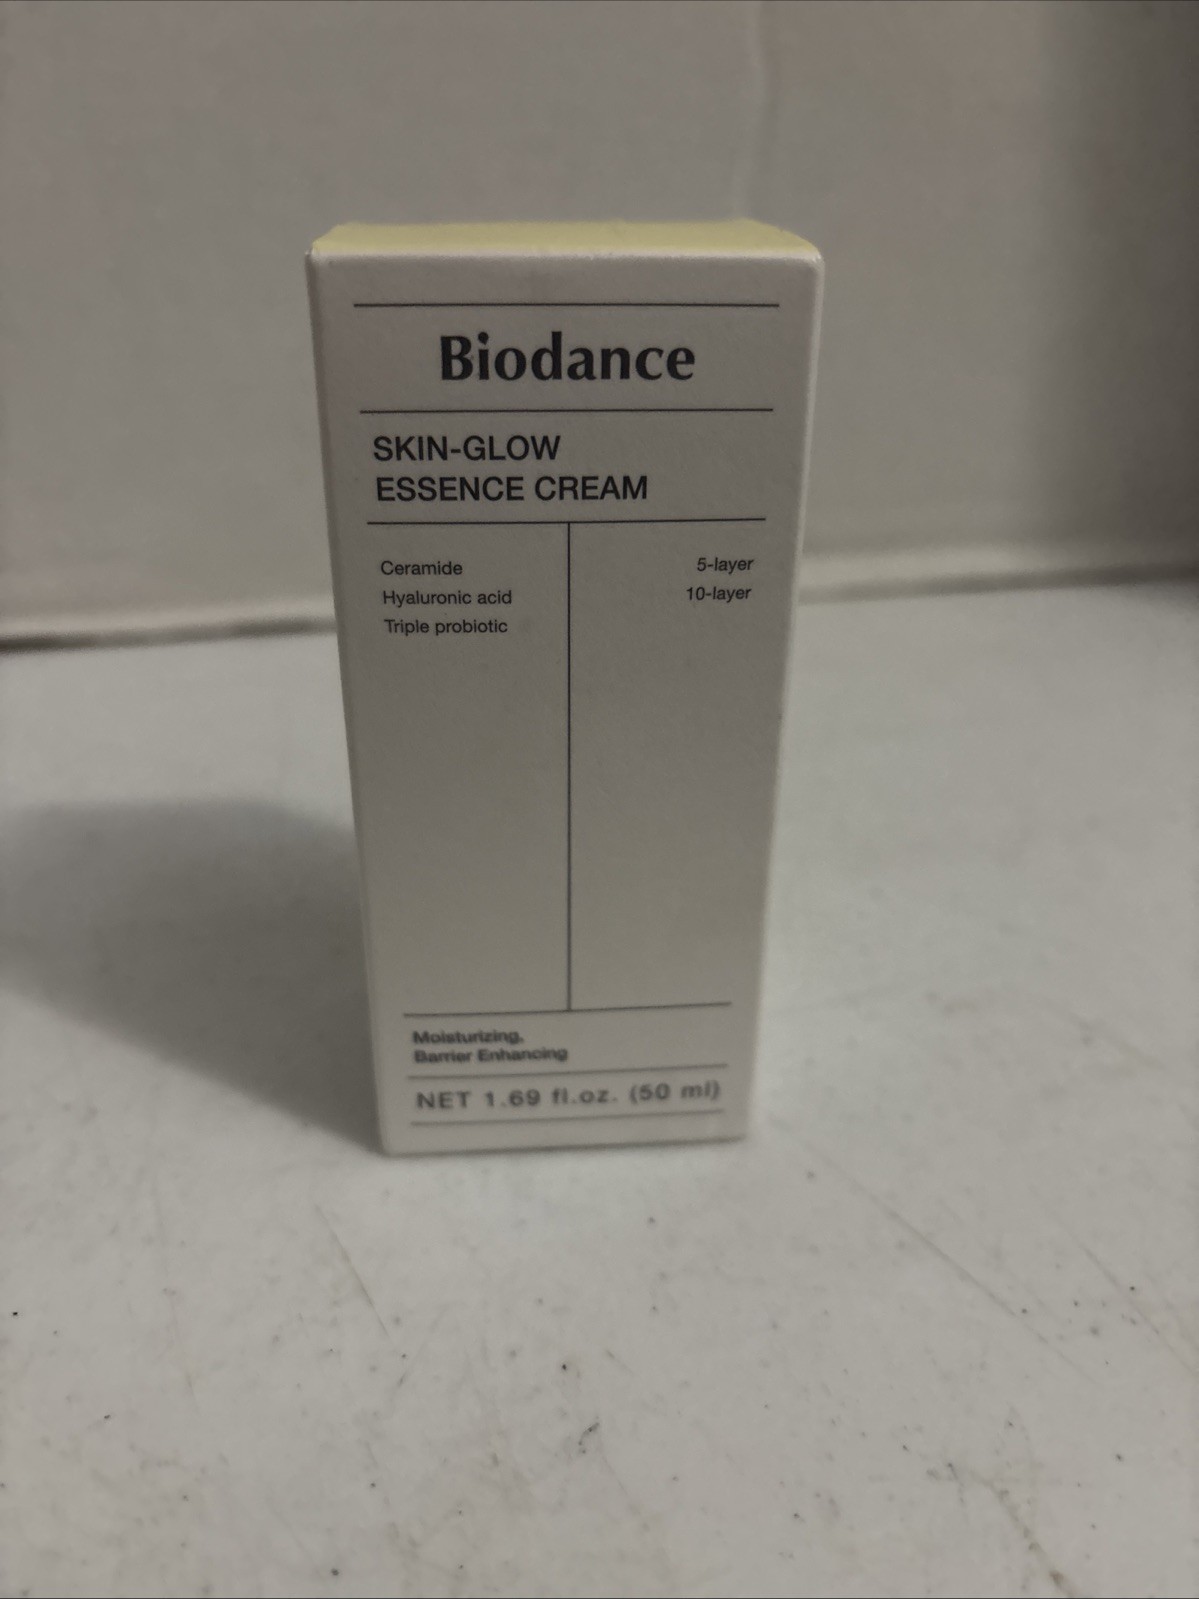 Biodance
SKIN-GLOW
ESSENCE CREAM
Ceramide 5-layer
Hyaluronic acid 10-layer
Triple probiotic
Moisturizing,
Barrier Enhancing
NET 1.69 fl.oz. (50 ml)